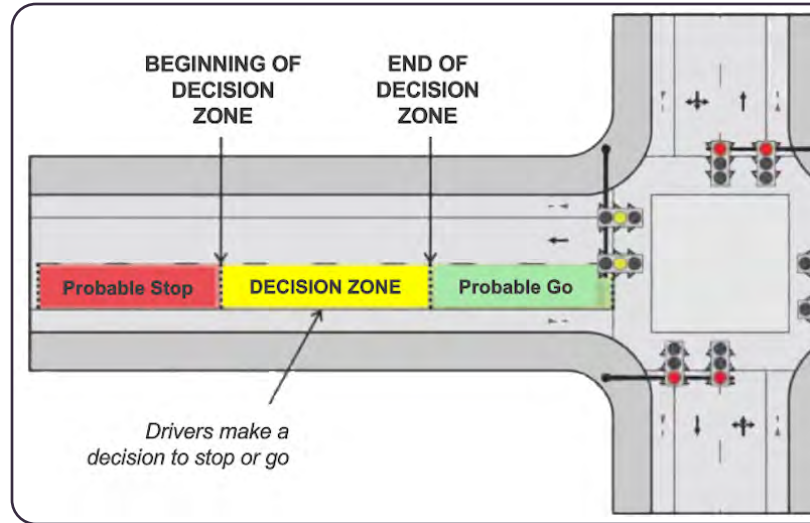 BEGINNING OF
DECISION
ZONE
END OF
DECISION
ZONE
Probable Stop
DECISION ZONE
Probable Go
Drivers make a
decision to stop or go